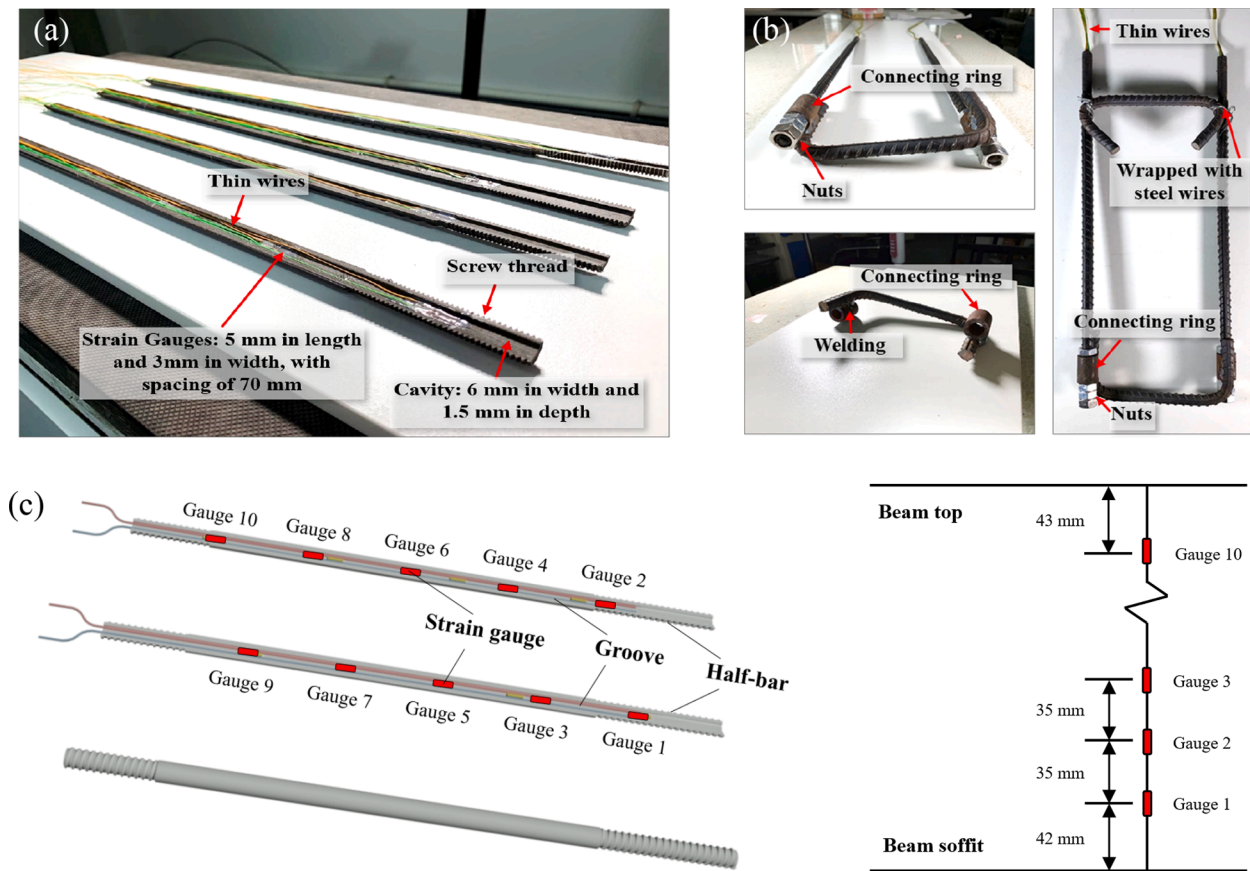 (a)
Thin wires
Screw thread
Strain Gauges: 5 mm in length
and 3mm in width, with
spacing of 70 mm
Cavity: 6 mm in width and
1.5 mm in depth
(b)
Connecting ring
Nuts
Connecting ring
Welding
Thin wires
Wrapped with
steel wires
Connecting ring
Nuts
(c)
Gauge 10
Gauge 8
Gauge 6
Gauge 4
Gauge 2
Strain gauge
Groove
Half-bar
Gauge 9
Gauge 7
Gauge 5
Gauge 3
Gauge 1
Beam top
43 mm
Gauge 10
Gauge 3
35 mm
Gauge 2
35 mm
Gauge 1
42 mm
Beam soffit